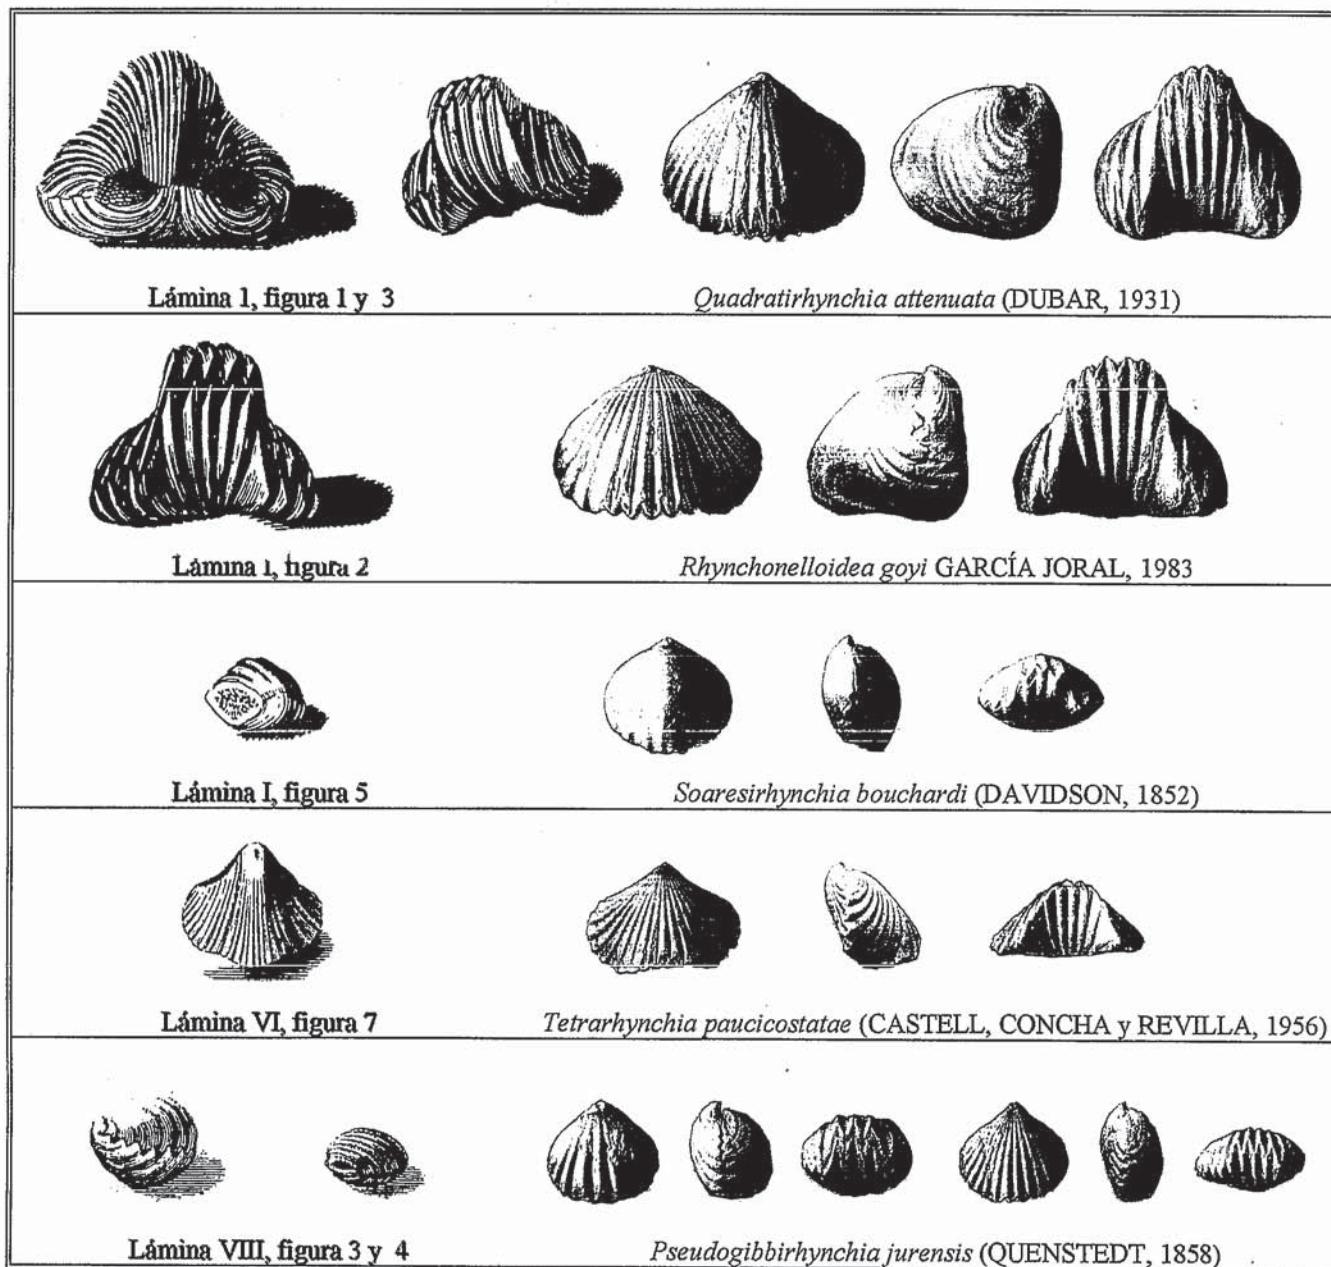 Lámina 1, figura 1 y 3
Quadratirhynchia attenuata (DUBAR, 1931)
Lámina 1, figura 2
Rhynchonelloidea goyi GARCÍA JORAL, 1983
Lámina I, figura 5
Soaresirhynchia bouchardi (DAVIDSON, 1852)
Lámina VI, figura 7
Tetrarhynchia paucicostatae (CASTELL, CONCHA y REVILLA, 1956)
Lámina VIII, figura 3 y 4
Pseudogibbirhynchia jurensis (QUENSTEDT, 1858)